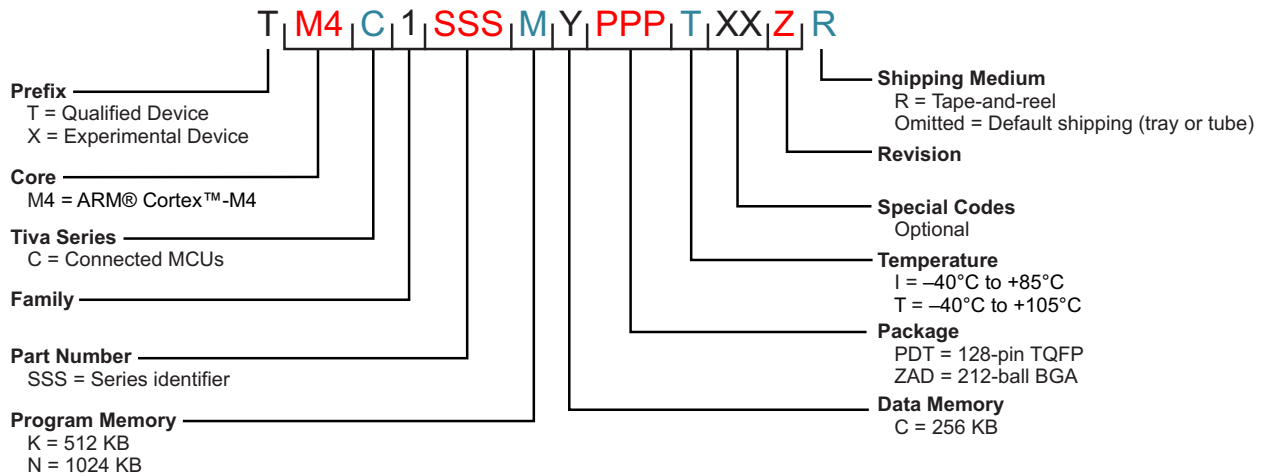 T M4 C 1 SSS M Y PPP T XX Z R
Prefix
T = Qualified Device
X = Experimental Device
Core
M4 = ARM® Cortex™-M4
Tiva Series
C = Connected MCUs
Family
Part Number
SSS = Series identifier
Program Memory
K = 512 KB
N = 1024 KB
Shipping Medium
R = Tape-and-reel
Omitted = Default shipping (tray or tube)
Revision
Special Codes
Optional
Temperature
I = –40°C to +85°C
T = –40°C to +105°C
Package
PDT = 128-pin TQFP
ZAD = 212-ball BGA
Data Memory
C = 256 KB